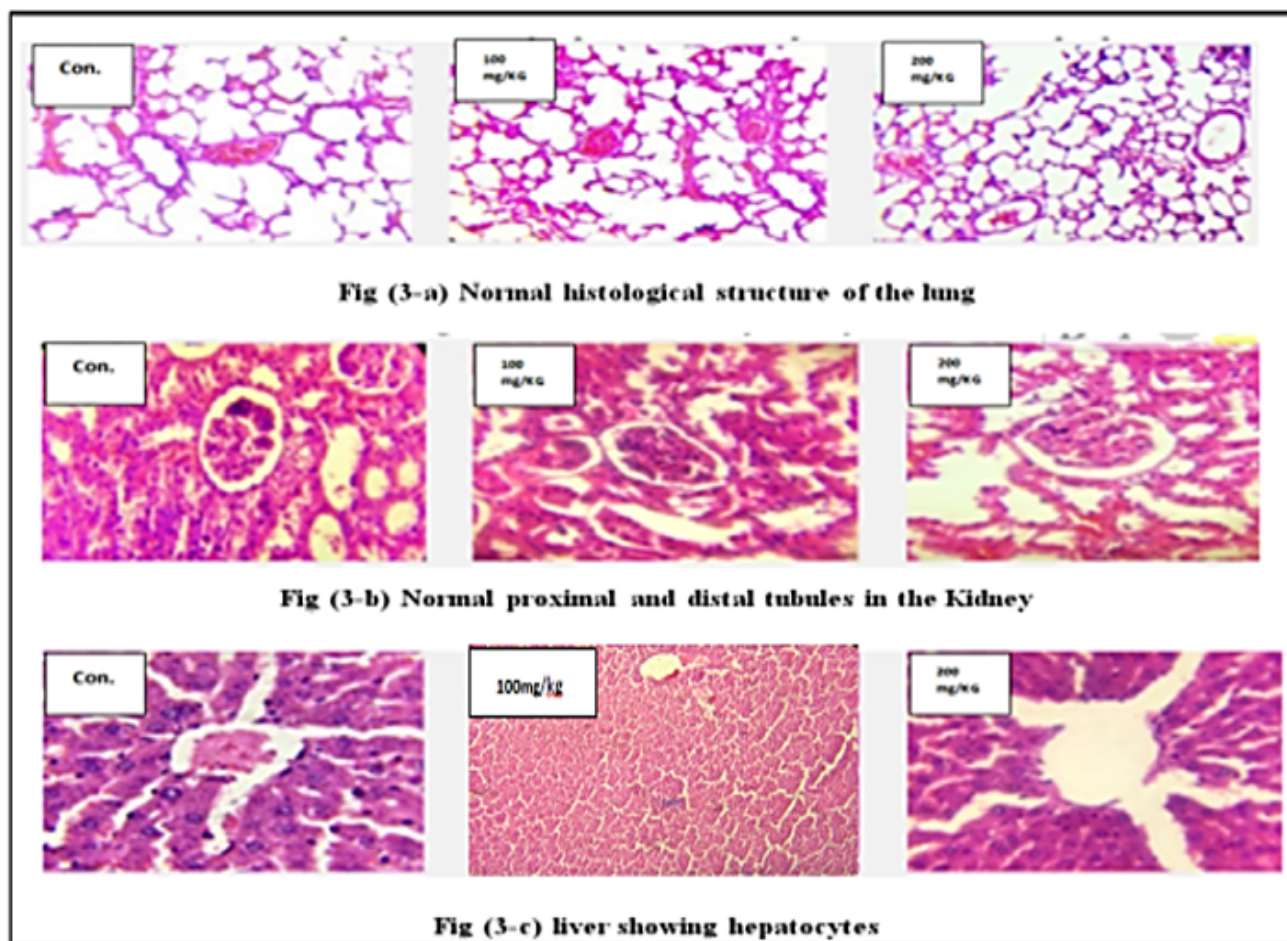 Con.
100
mg/KG
200
mg/KG
Fig (3-a) Normal histological structure of the lung
Con.
100
mg/KG
200
mg/KG
Fig (3-b) Normal proximal and distal tubules in the Kidney
Con.
100mg/kg
200
mg/KG
Fig (3-c) liver showing hepatocytes